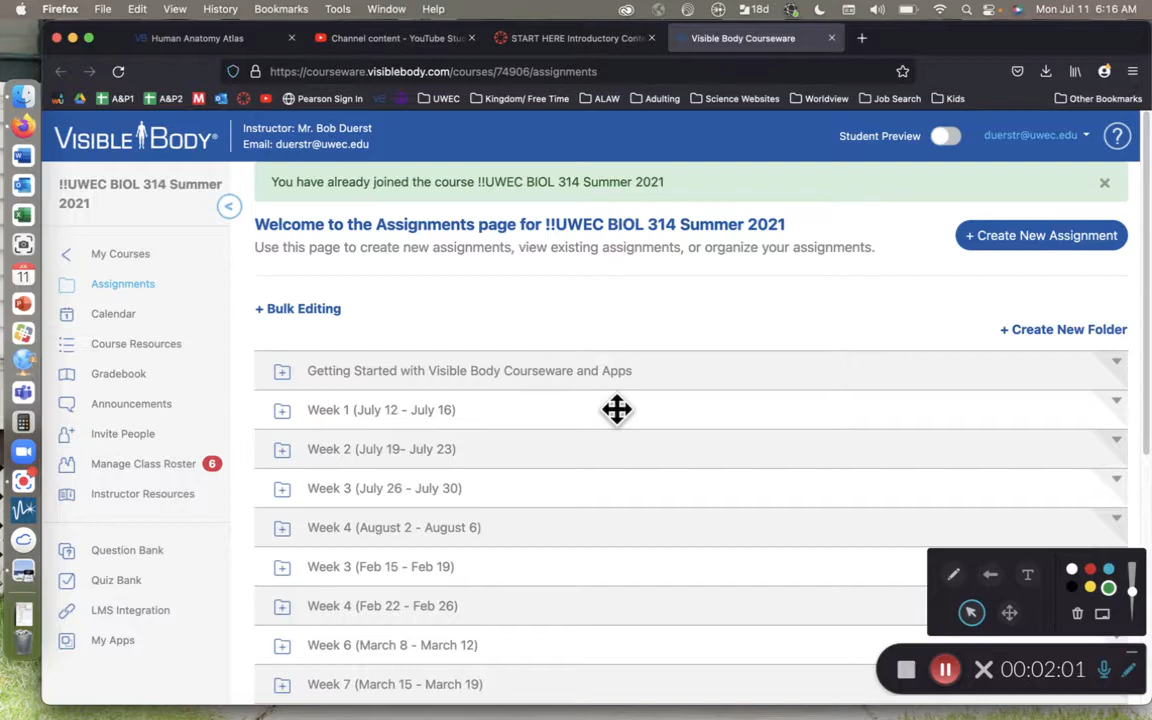 Firefox File Edit View History Bookmarks Tools Window Help 18d Mon Jul 11 6:16 AM
Human Anatomy Atlas Channel content - YouTube Stu START HERE Introductory Cont Visible Body Courseware
https://courseware.visiblebody.com/courses/74906/assignments
A&P1 A&P2 Pearson Sign In UWEC Kingdom/ Free Time ALAW Adulting Science Websites Worldview Job Search Kids Other Bookmarks
VISIBLE BODY®
Instructor: Mr. Bob Duerst
Email: duerstr@uwec.edu
Student Preview
duerstr@uwec.edu
?
!!UWEC BIOL 314 Summer
2021
<
My Courses
Assignments
Calendar
Course Resources
Gradebook
Announcements
Invite People
Manage Class Roster 6
Instructor Resources
Question Bank
Quiz Bank
LMS Integration
My Apps
You have already joined the course !!UWEC BIOL 314 Summer 2021
Welcome to the Assignments page for !!UWEC BIOL 314 Summer 2021
Use this page to create new assignments, view existing assignments, or organize your assignments.
+ Create New Assignment
+ Bulk Editing
+ Create New Folder
Getting Started with Visible Body Courseware and Apps
Week 1 (July 12 - July 16)
Week 2 (July 19- July 23)
Week 3 (July 26 - July 30)
Week 4 (August 2 - August 6)
Week 3 (Feb 15 - Feb 19)
Week 4 (Feb 22 - Feb 26)
Week 6 (March 8 - March 12)
Week 7 (March 15 - March 19)
T
00:02:01